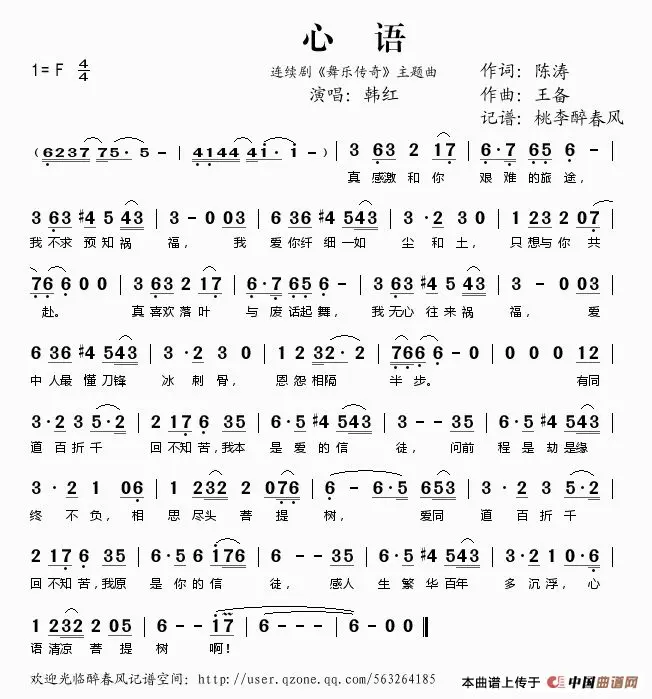 心 语
1= F 4/4
连续剧《舞乐传奇》主题曲
演唱：韩红
作词：陈涛
作曲：王备
记谱：桃李醉春风
( 6237 75· 5 - | 4144 41· 1 - ) | 3 63 2 17 | 6·7 65 6 - |
真 感激 和 你 艰 难 的旅 途，
3 63 #4 5 43 | 3 - 0 03 | 6 36 #4 543 | 3 · 2 30 | 1 23 2 07 |
我 不求 预 知祸 福， 我 爱 你纤 细 一如 尘 和 土， 只 想与 你 共
76 6 0 0 | 3 63 2 17 | 6·7 65 6 - | 3 63 #4 5 43 | 3 - 0 03 |
赴。 真 喜欢 落 叶 与 废 话起 舞， 我 无心 往 来祸 福， 爱
6 36 #4 543 | 3 · 2 3 0 | 1 23 32·2 | 766 6 - 0 | 0 0 0 12 |
中 人最 懂 刀锋 冰 刺 骨， 恩 怨 相隔 半 步。 有同
3·2 35 5·2 | 2 17 6 35 | 6·5 #4 543 | 3 - - 35 | 6·5 #4 543 |
道 百 折 千 回 不知 苦，我本 是 爱 的 信 徒， 问前 程 是 劫 是缘
3 · 2 1 06 | 1 232 2 076 | 6 - - - | 6 - 6·5 653 | 3 5 5·2 |
终 不 负， 相 思 尽头 菩 提 树， 爱同 道 百 折 千
2 17 6 35 | 6·5 6 176 | 6 - - 35 | 6·5 #4 543 | 3·2 1 0·6 |
回 不知 苦，我原 是 你 的 信 徒， 感人 生 繁 华 百年 多 沉 浮， 心
1 232 2 05 | 6 - - 17 | 6 - - - | 6 - - 0 ‖
语 清凉 菩 提 树 啊！
欢迎光临醉春风记谱空间：http://user.qzone.qq.com/563264185
本曲谱上传于 中国曲谱网